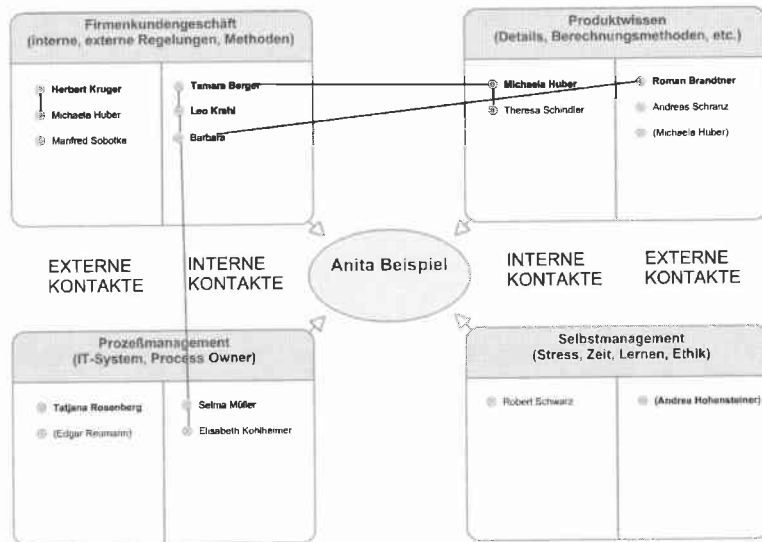 Firmenkundengeschäft
(interne, externe Regelungen, Methoden)
Herbert Kruger
Michaela Huber
Manfred Sobotka
Tamara Berger
Leo Krahl
Barbara
Produktwissen
(Details, Berechnungsmethoden, etc.)
Michaela Huber
Theresa Schindler
Roman Brandtner
Andreas Schranz
(Michaela Huber)
EXTERNE
KONTAKTE
INTERNE
KONTAKTE
Anita Beispiel
INTERNE
KONTAKTE
EXTERNE
KONTAKTE
Prozeßmanagement
(IT-System, Process Owner)
Tatjana Rosenberg
(Edgar Reumann)
Selma Müller
Elisabeth Kohlheimer
Selbstmanagement
(Stress, Zeit, Lernen, Ethik)
Robert Schwarz
(Andrea Hohensteiner)